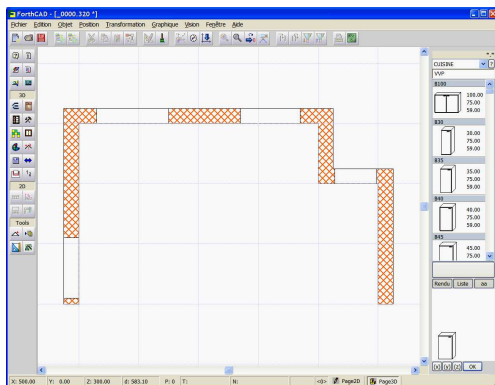 ForthCAD - [_0000.320 *]
Fichier Edition Objet Position Transformation Graphique Vision Fenêtre Aide
3D
2D
Tools
CUISINE
VVP
B100
100.00
75.00
59.00
B30
30.00
75.00
59.00
B35
35.00
75.00
59.00
B40
40.00
75.00
59.00
B45
45.00
75.00
Rendu Liste aa
[X] [Y] [Z] OK
X: 500.00 Y: 0.00 Z: 300.00 d: 583.10 P: 0 T: N: <0> Page2D Page3D